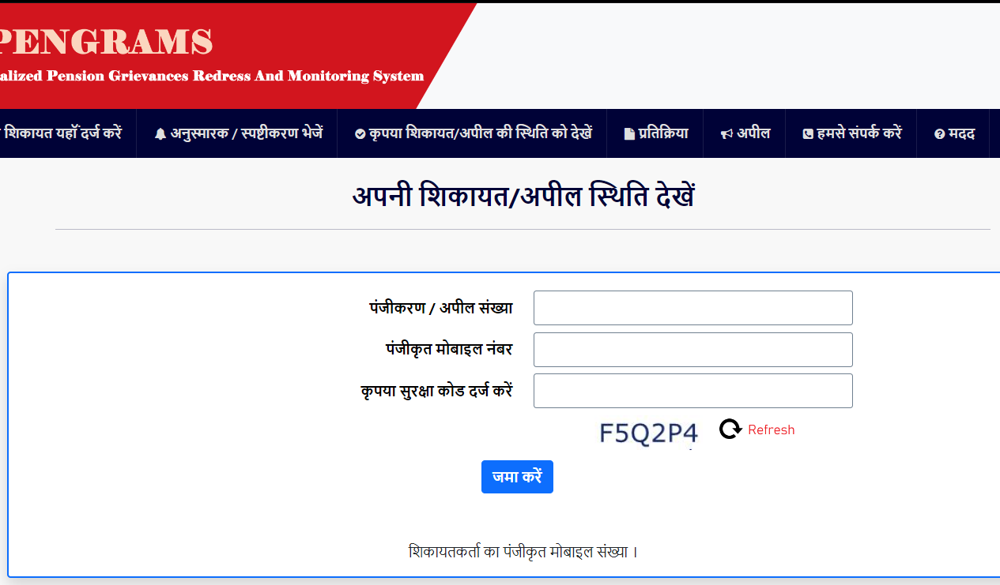 PENGRAMS
alized Pension Grievances Redress And Monitoring System
शिकायत यहाँ दर्ज करें अनुस्मारक / स्पष्टीकरण भेजें कृपया शिकायत/अपील की स्थिति को देखें प्रतिक्रिया अपील हमसे संपर्क करें मदद
अपनी शिकायत/अपील स्थिति देखें
पंजीकरण / अपील संख्या
पंजीकृत मोबाइल नंबर
कृपया सुरक्षा कोड दर्ज करें
F5Q2P4 Refresh
जमा करें
शिकायतकर्ता का पंजीकृत मोबाइल संख्या ।